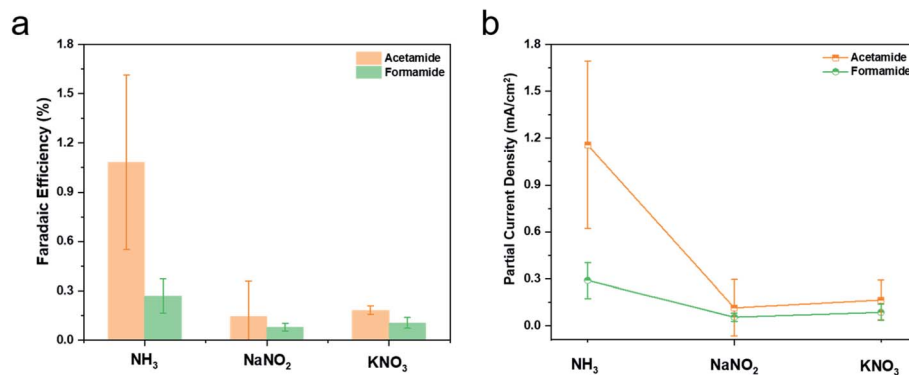 a
1.8
1.5
1.2
0.9
0.6
0.3
0.0
Faradaic Efficiency (%)
Acetamide
Formamide
NH₃
NaNO₂
KNO₃
b
1.8
1.5
1.2
0.9
0.6
0.3
0.0
Partial Current Density (mA/cm²)
Acetamide
Formamide
NH₃
NaNO₂
KNO₃